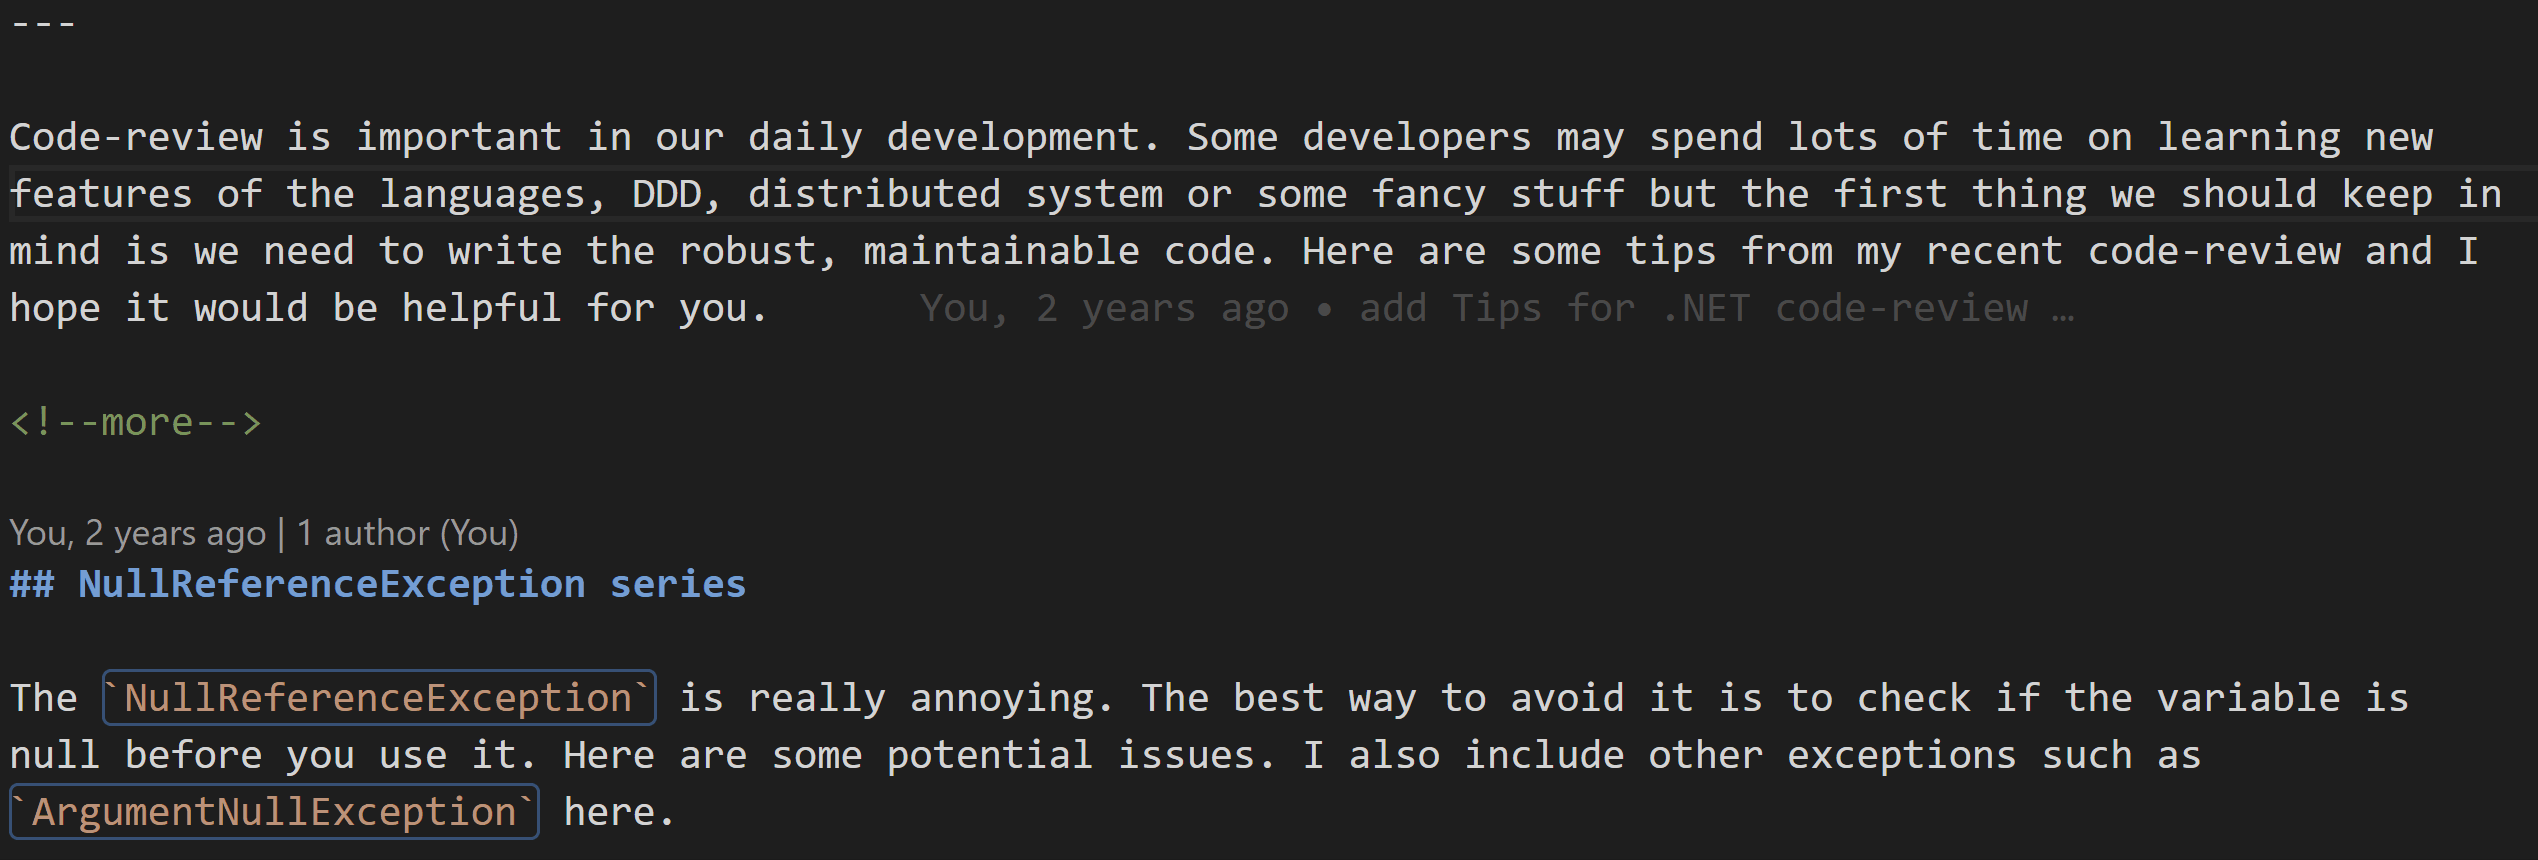 ---
Code-review is important in our daily development. Some developers may spend lots of time on learning new
features of the languages, DDD, distributed system or some fancy stuff but the first thing we should keep in
mind is we need to write the robust, maintainable code. Here are some tips from my recent code-review and I
hope it would be helpful for you. You, 2 years ago • add Tips for .NET code-review …
<!--more-->
You, 2 years ago | 1 author (You)
## NullReferenceException series
The `NullReferenceException` is really annoying. The best way to avoid it is to check if the variable is
null before you use it. Here are some potential issues. I also include other exceptions such as
`ArgumentNullException` here.